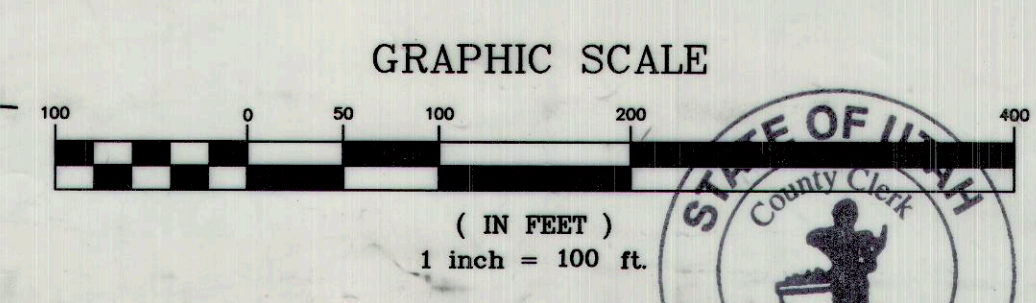 GRAPHIC SCALE
100 0 50 100 200 400
( IN FEET )
1 inch = 100 ft.
STATE OF UTAH
County Clerk